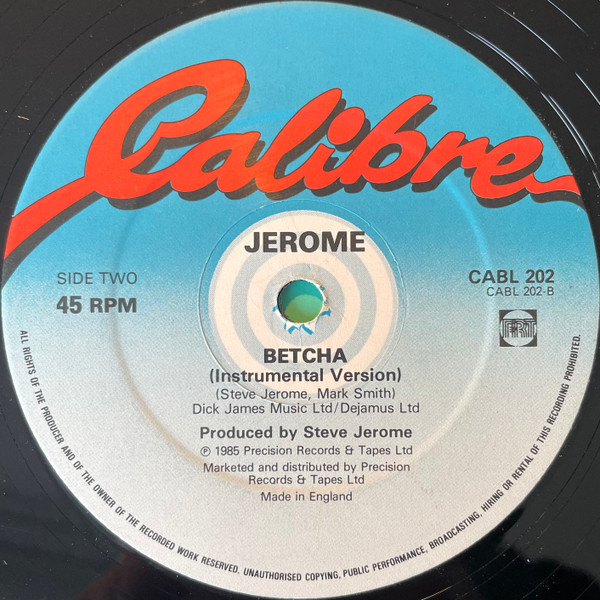 Calibre
JEROME
SIDE TWO
45 RPM
CABL 202
CABL 202-B
PRT
BETCHA
(Instrumental Version)
(Steve Jerome, Mark Smith)
Dick James Music Ltd/Dejamus Ltd
Produced by Steve Jerome
℗ 1985 Precision Records & Tapes Ltd
Marketed and distributed by Precision
Records & Tapes Ltd
Made in England
ALL RIGHTS OF THE PRODUCER AND OF THE OWNER OF THE RECORDED WORK RESERVED. UNAUTHORISED COPYING, PUBLIC PERFORMANCE, BROADCASTING, HIRING OR RENTAL OF THIS RECORDING PROHIBITED.